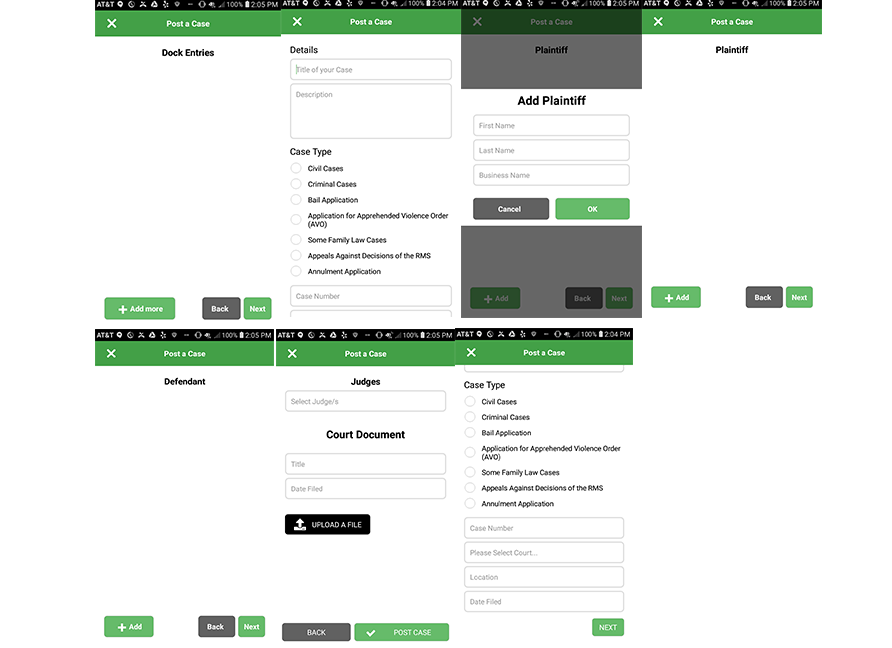 AT&T 100% 2:05 PM
Post a Case
Dock Entries
+ Add more
Back
Next
AT&T 100% 2:04 PM
Post a Case
Details
Title of your Case
Description
Case Type
Civil Cases
Criminal Cases
Bail Application
Application for Apprehended Violence Order
(AVO)
Some Family Law Cases
Appeals Against Decisions of the RMS
Annulment Application
Case Number
AT&T 100% 2:05 PM
Post a Case
Plaintiff
Add Plaintiff
First Name
Last Name
Business Name
Cancel
OK
+ Add
Back
Next
AT&T 100% 2:05 PM
Post a Case
Plaintiff
+ Add
Back
Next
AT&T 100% 2:05 PM
Post a Case
Defendant
+ Add
Back
Next
AT&T 100% 2:05 PM
Post a Case
Judges
Select Judge/s
Court Document
Title
Date Filed
UPLOAD A FILE
BACK
POST CASE
AT&T 100% 2:04 PM
Post a Case
Case Type
Civil Cases
Criminal Cases
Bail Application
Application for Apprehended Violence Order
(AVO)
Some Family Law Cases
Appeals Against Decisions of the RMS
Annulment Application
Case Number
Please Select Court...
Location
Date Filed
NEXT